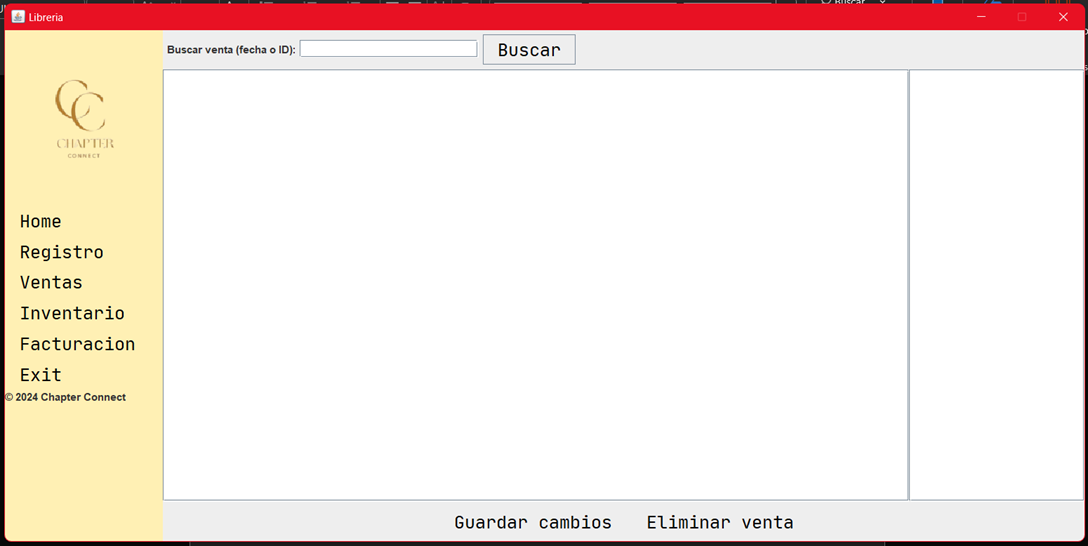 Libreria
Buscar venta (fecha o ID):
Buscar
CC
CHAPTER
CONNECT
Home
Registro
Ventas
Inventario
Facturacion
Exit
© 2024 Chapter Connect
Guardar cambios
Eliminar venta